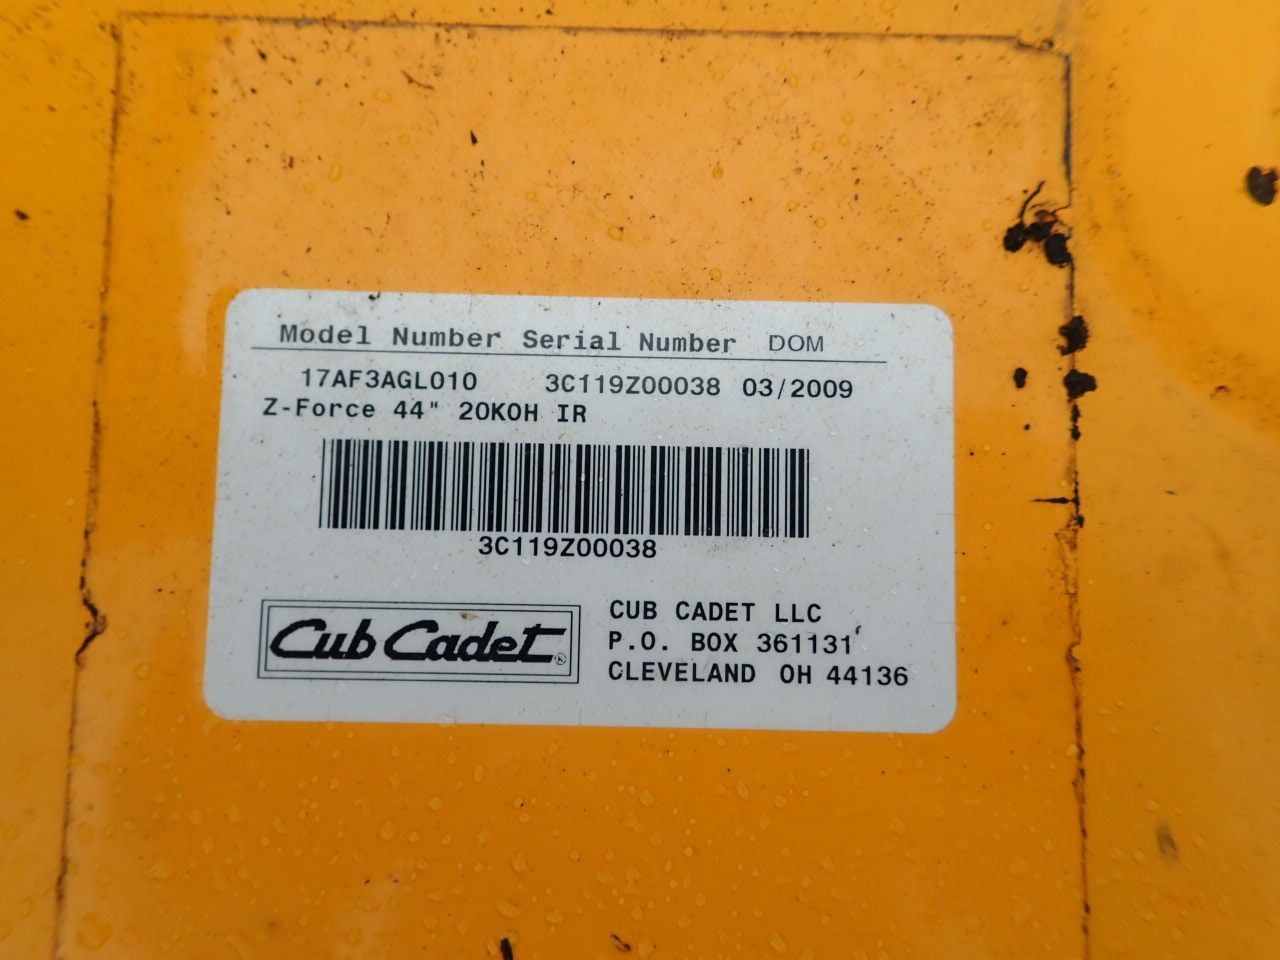 Model Number Serial Number DOM
17AF3AGL010 3C119Z00038 03/2009
Z-Force 44" 20KOH IR
3C119Z00038
Cub Cadet ®
CUB CADET LLC
P.O. BOX 361131
CLEVELAND OH 44136